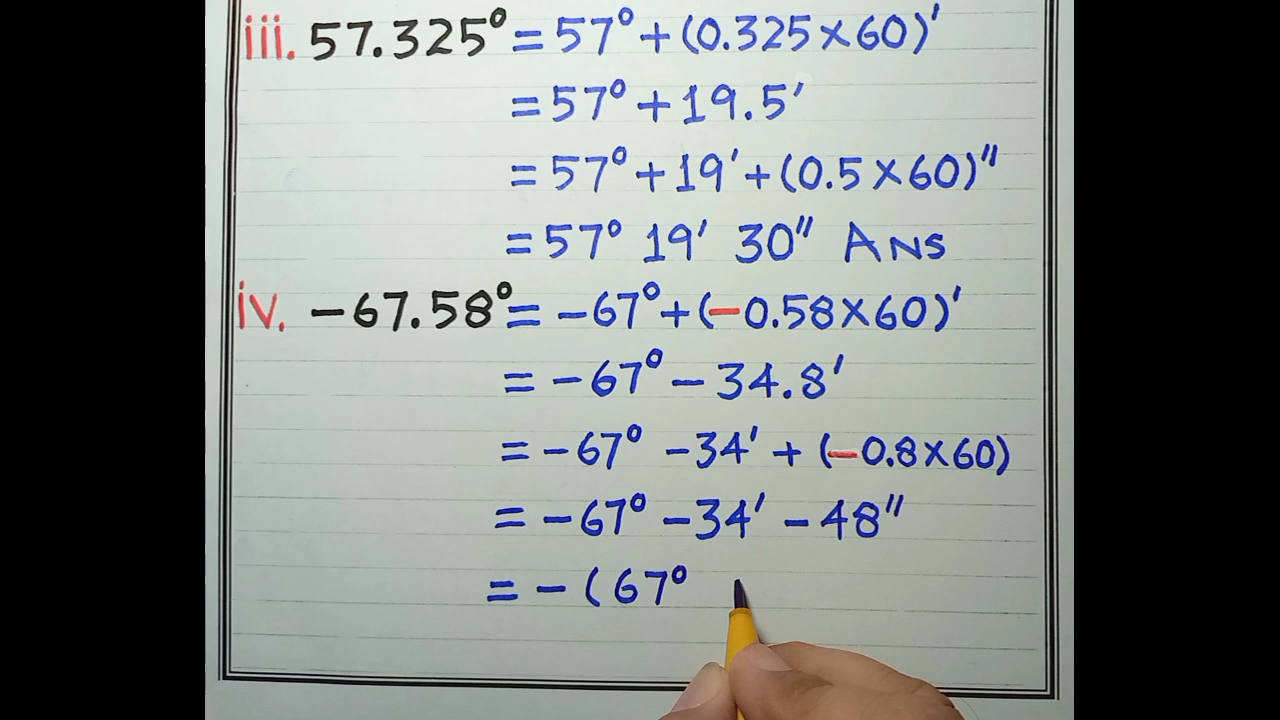 iii. 57.325° = 57° + (0.325 × 60)′
= 57° + 19.5′
= 57° + 19′ + (0.5 × 60)″
= 57° 19′ 30″ Ans
iv. −67.58° = −67° + (−0.58 × 60)′
= −67° − 34.8′
= −67° −34′ + (−0.8 × 60)
= −67° −34′ − 48″
= − (67°